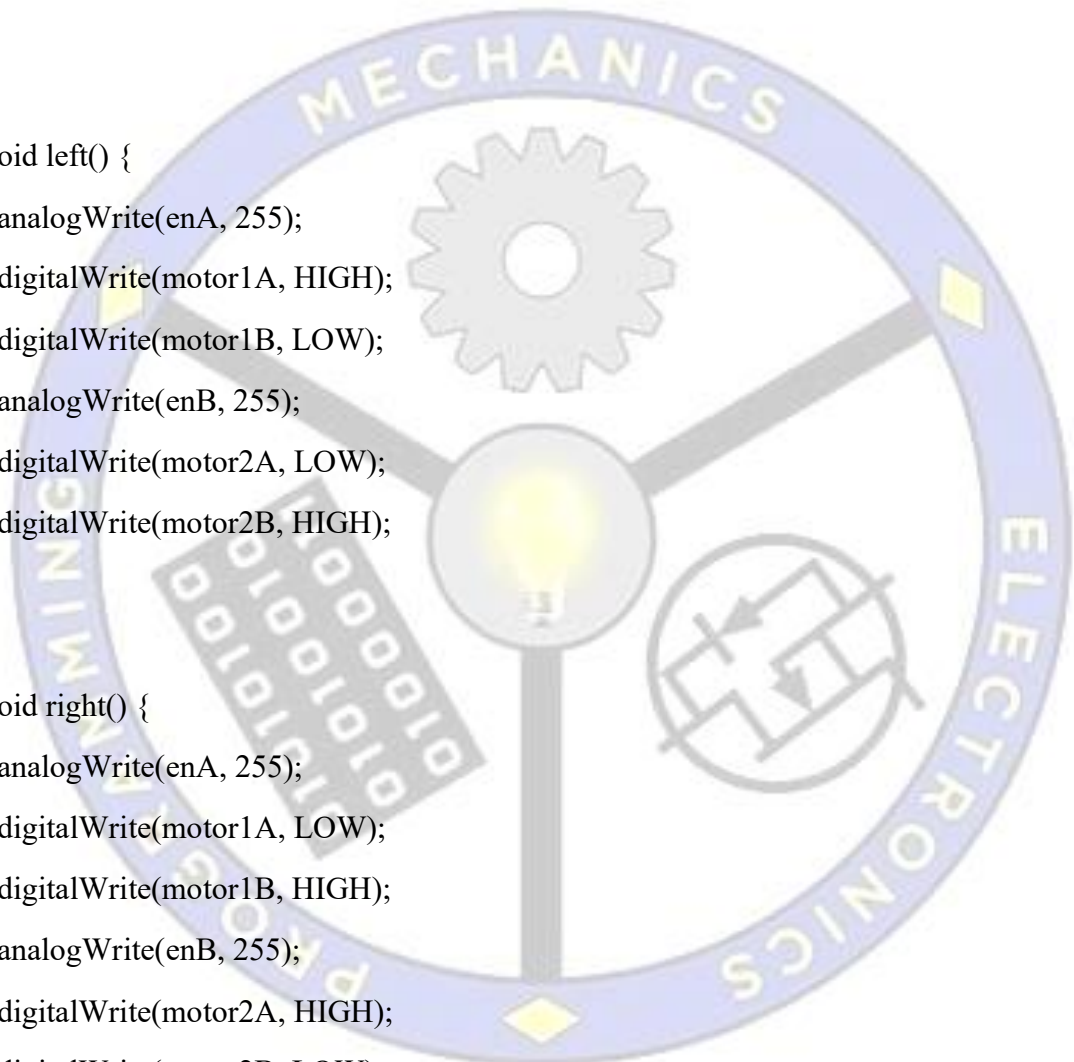 MECHANICS
oid left() {
analogWrite(enA, 255);
digitalWrite(motor1A, HIGH);
digitalWrite(motor1B, LOW);
analogWrite(enB, 255);
digitalWrite(motor2A, LOW);
digitalWrite(motor2B, HIGH);
ELECTRONICS
PROGRAMMING
oid right() {
analogWrite(enA, 255);
digitalWrite(motor1A, LOW);
digitalWrite(motor1B, HIGH);
analogWrite(enB, 255);
digitalWrite(motor2A, HIGH);